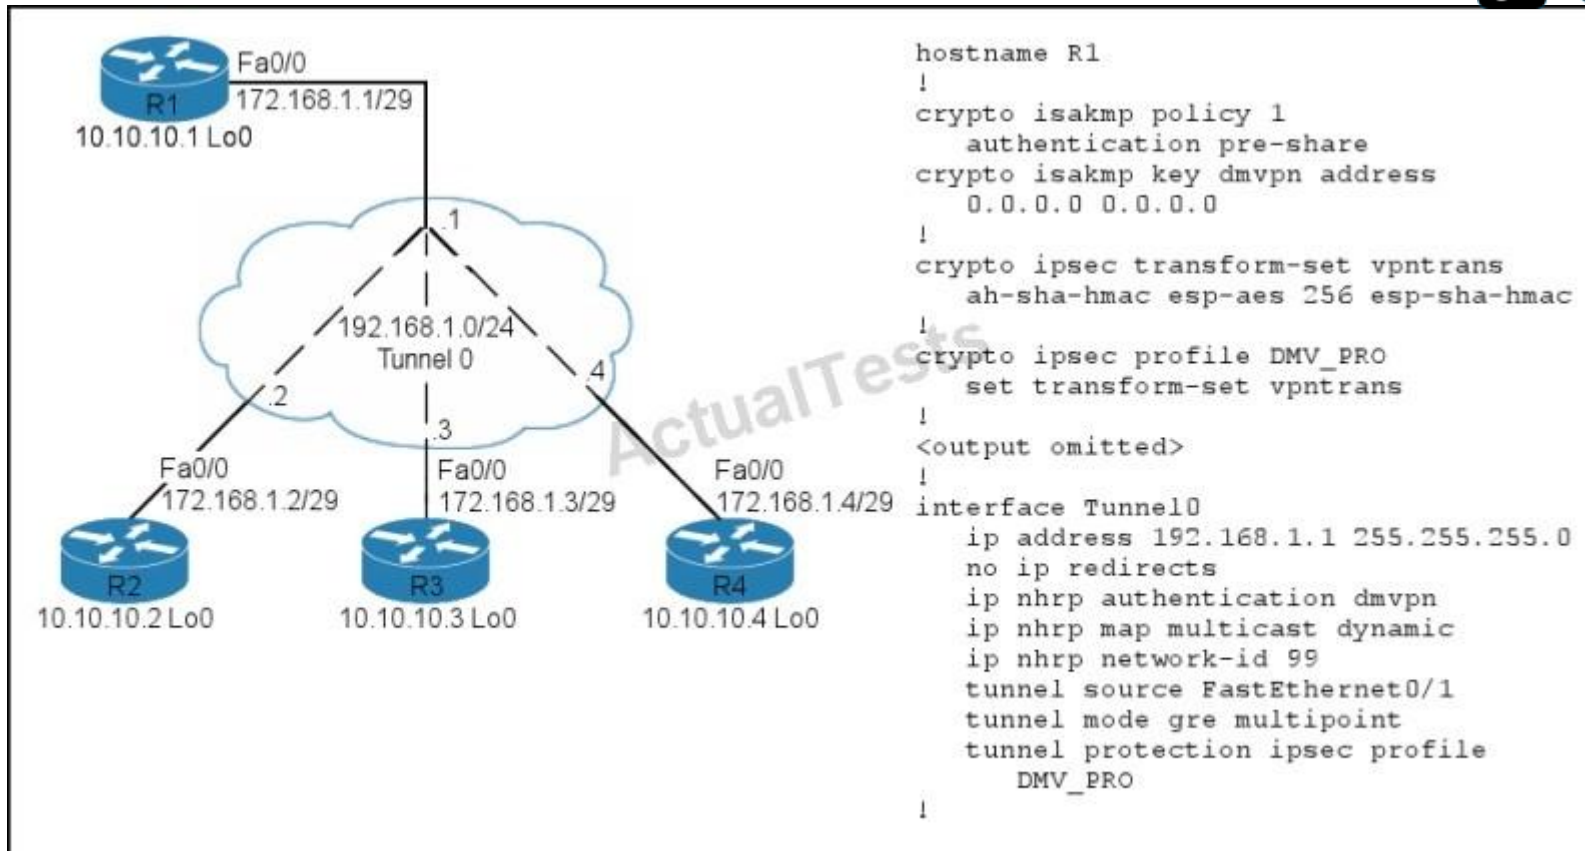 Fa0/0
172.168.1.1/29
R1
10.10.10.1 Lo0
.1
192.168.1.0/24
Tunnel 0
.2
.3
.4
Fa0/0
172.168.1.2/29
Fa0/0
172.168.1.3/29
Fa0/0
172.168.1.4/29
R2
10.10.10.2 Lo0
R3
10.10.10.3 Lo0
R4
10.10.10.4 Lo0
hostname R1
!
crypto isakmp policy 1
authentication pre-share
crypto isakmp key dmvpn address
0.0.0.0 0.0.0.0
!
crypto ipsec transform-set vpntrans
ah-sha-hmac esp-aes 256 esp-sha-hmac
!
crypto ipsec profile DMV_PRO
set transform-set vpntrans
!
<output omitted>
!
interface Tunnel0
ip address 192.168.1.1 255.255.255.0
no ip redirects
ip nhrp authentication dmvpn
ip nhrp map multicast dynamic
ip nhrp network-id 99
tunnel source FastEthernet0/1
tunnel mode gre multipoint
tunnel protection ipsec profile
DMV_PRO
!
ActualTests